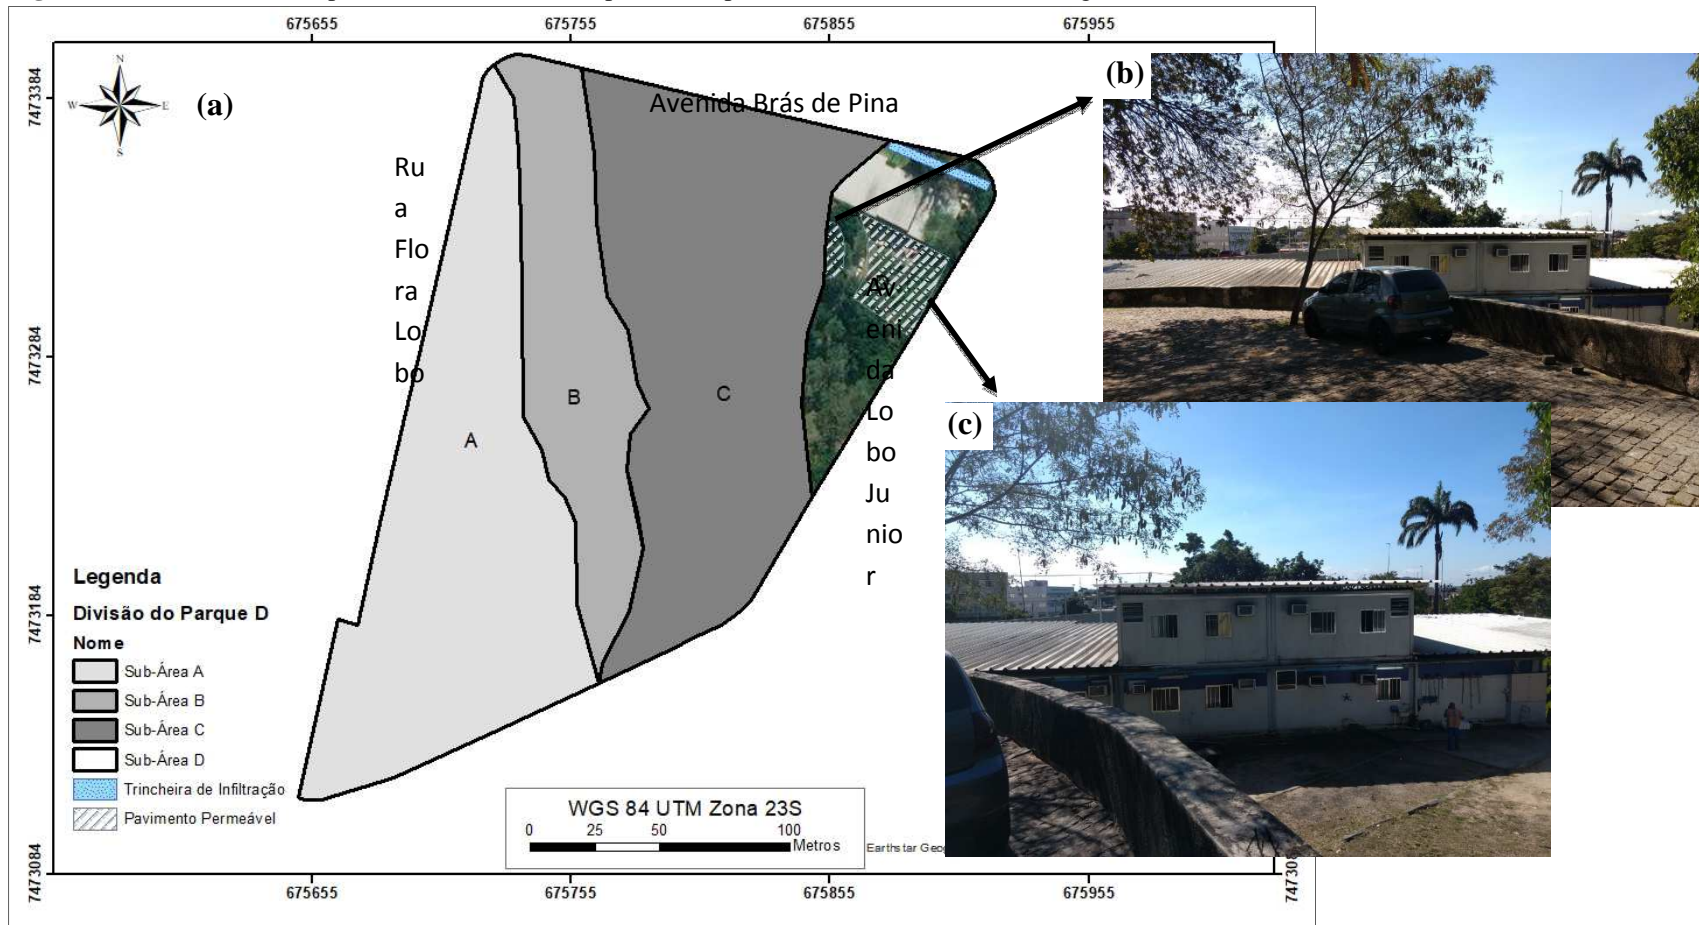 675655 675755 675855 675955
7473384
N
W E
S
(a)
Avenida Brás de Pina
(b)
Ru
a
Flo
ra
Lo
bo
Av
eni
da
Lo
bo
Ju
nio
r
7473284
A
B
C
(c)
7473184
Legenda
Divisão do Parque D
Nome
Sub-Área A
Sub-Área B
Sub-Área C
Sub-Área D
Trincheira de Infiltração
Pavimento Permeável
WGS 84 UTM Zona 23S
0 25 50 100
Metros
Earthstar Geog
7473084
675655 675755 675855 675955